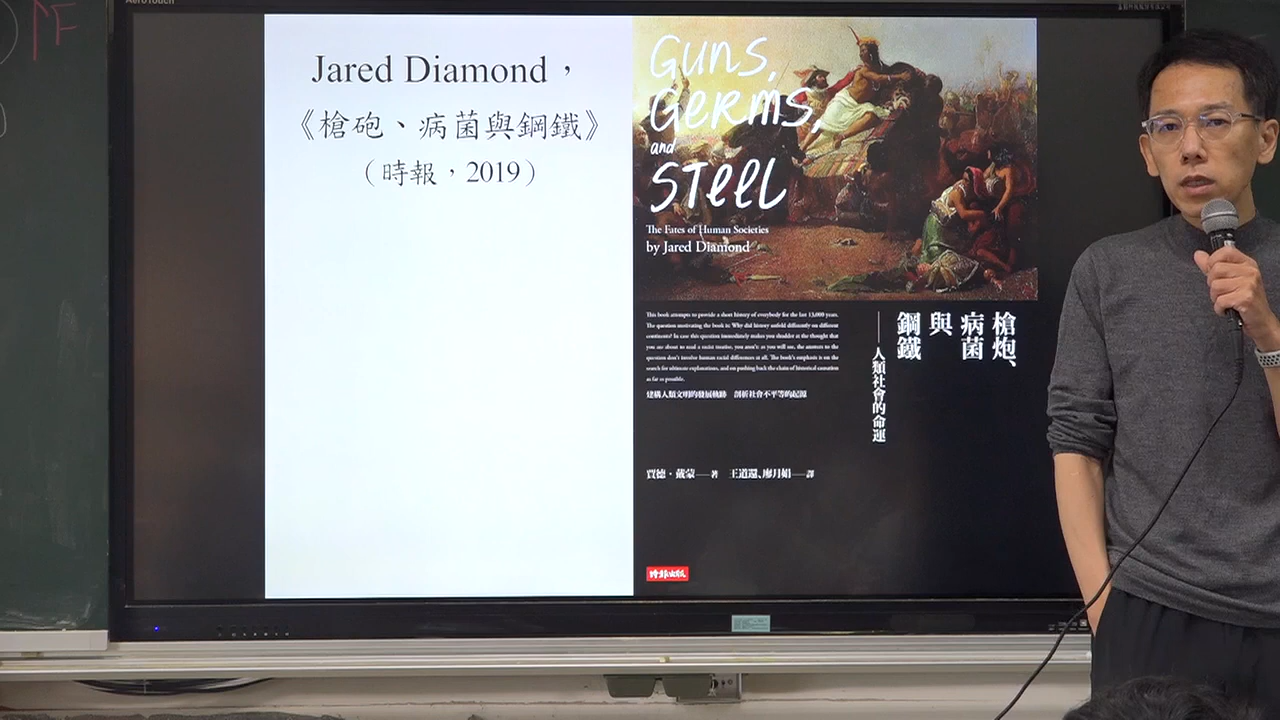 AeroTouch
PF
Jared Diamond，
《槍砲、病菌與鋼鐵》
（時報，2019）
Guns,
Germs,
and
Steel
The Fates of Human Societies
by Jared Diamond
This book attempts to provide a short history of everybody for the last 13,000 years.
The question motivating the book is: Why did history unfold differently on different
continents? In case this question immediately makes you shudder at the thought that
you are about to read a racist treatise, you aren't: as you will see, the answers to the
question don't involve human racial differences at all. The book's emphasis is on the
search for ultimate explanations, and on pushing back the chain of historical causation
as far as possible.
建構人類文明的發展軌跡　剖析社會不平等的起源
槍炮、
病菌
與
鋼鐵
——人類社會的命運
賈德・戴蒙——著　王道還、廖月娟——譯
時報出版